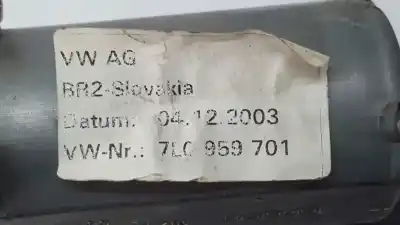 VW AG
BR2-Slovakia
Datum: 04.12.2003
VW-Nr.: 7L0 959 701